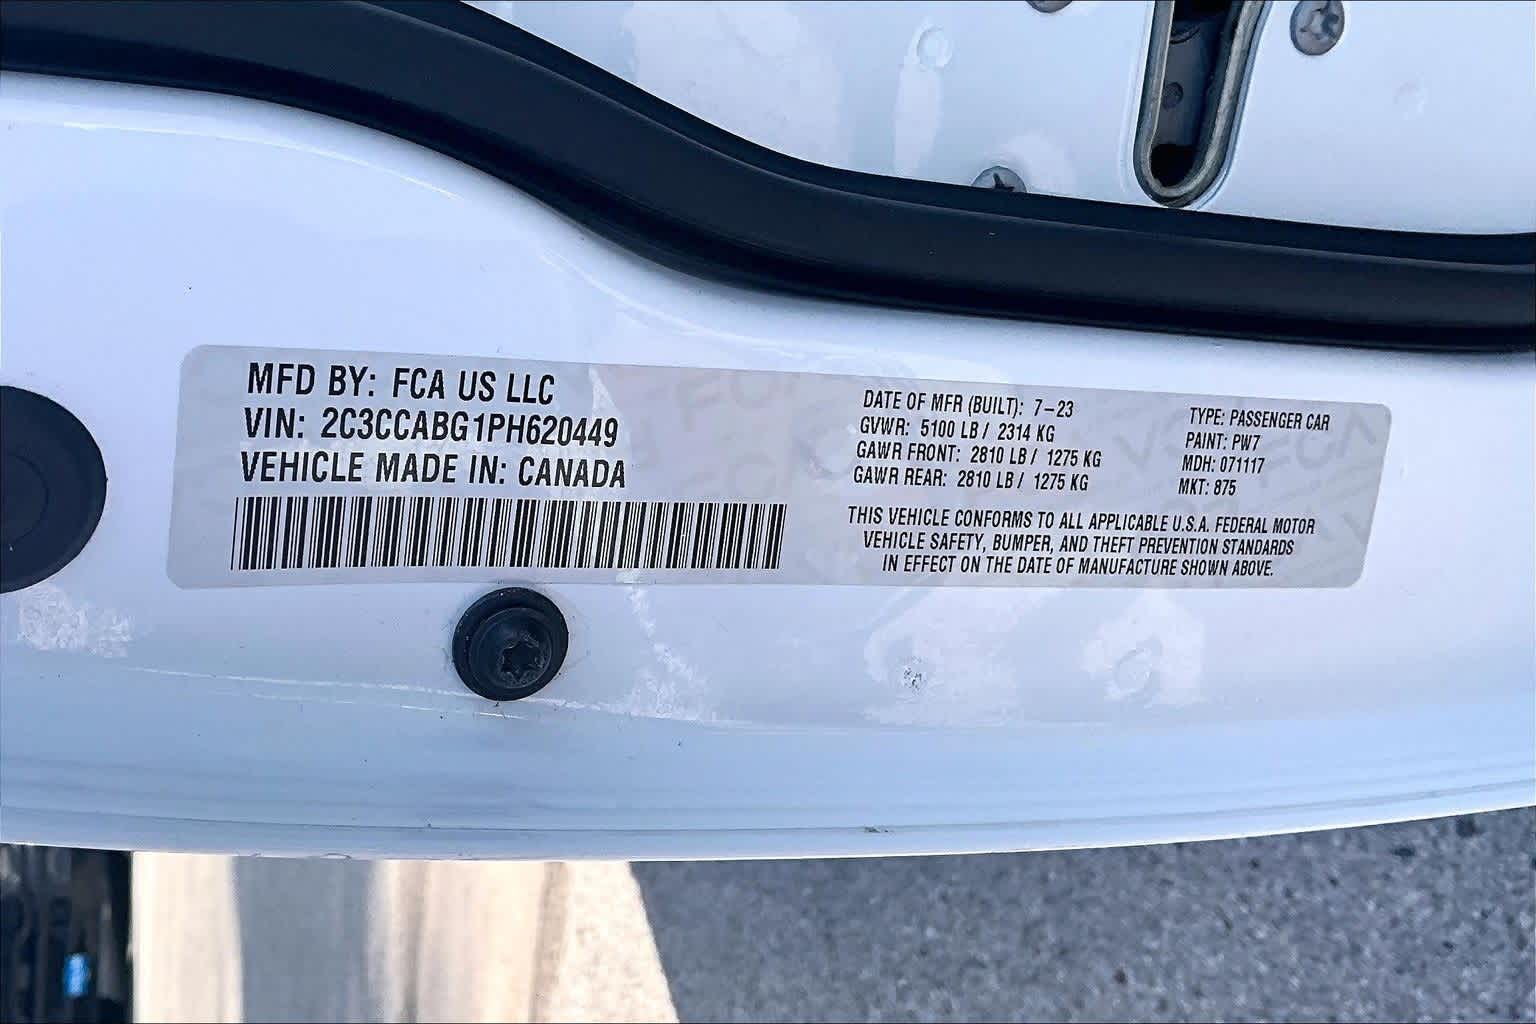 MFD BY: FCA US LLC
VIN: 2C3CCABG1PH620449
VEHICLE MADE IN: CANADA
DATE OF MFR (BUILT): 7-23
GVWR: 5100 LB / 2314 KG
GAWR FRONT: 2810 LB / 1275 KG
GAWR REAR: 2810 LB / 1275 KG
TYPE: PASSENGER CAR
PAINT: PW7
MDH: 071117
MKT: 875
THIS VEHICLE CONFORMS TO ALL APPLICABLE U.S.A. FEDERAL MOTOR
VEHICLE SAFETY, BUMPER, AND THEFT PREVENTION STANDARDS
IN EFFECT ON THE DATE OF MANUFACTURE SHOWN ABOVE.